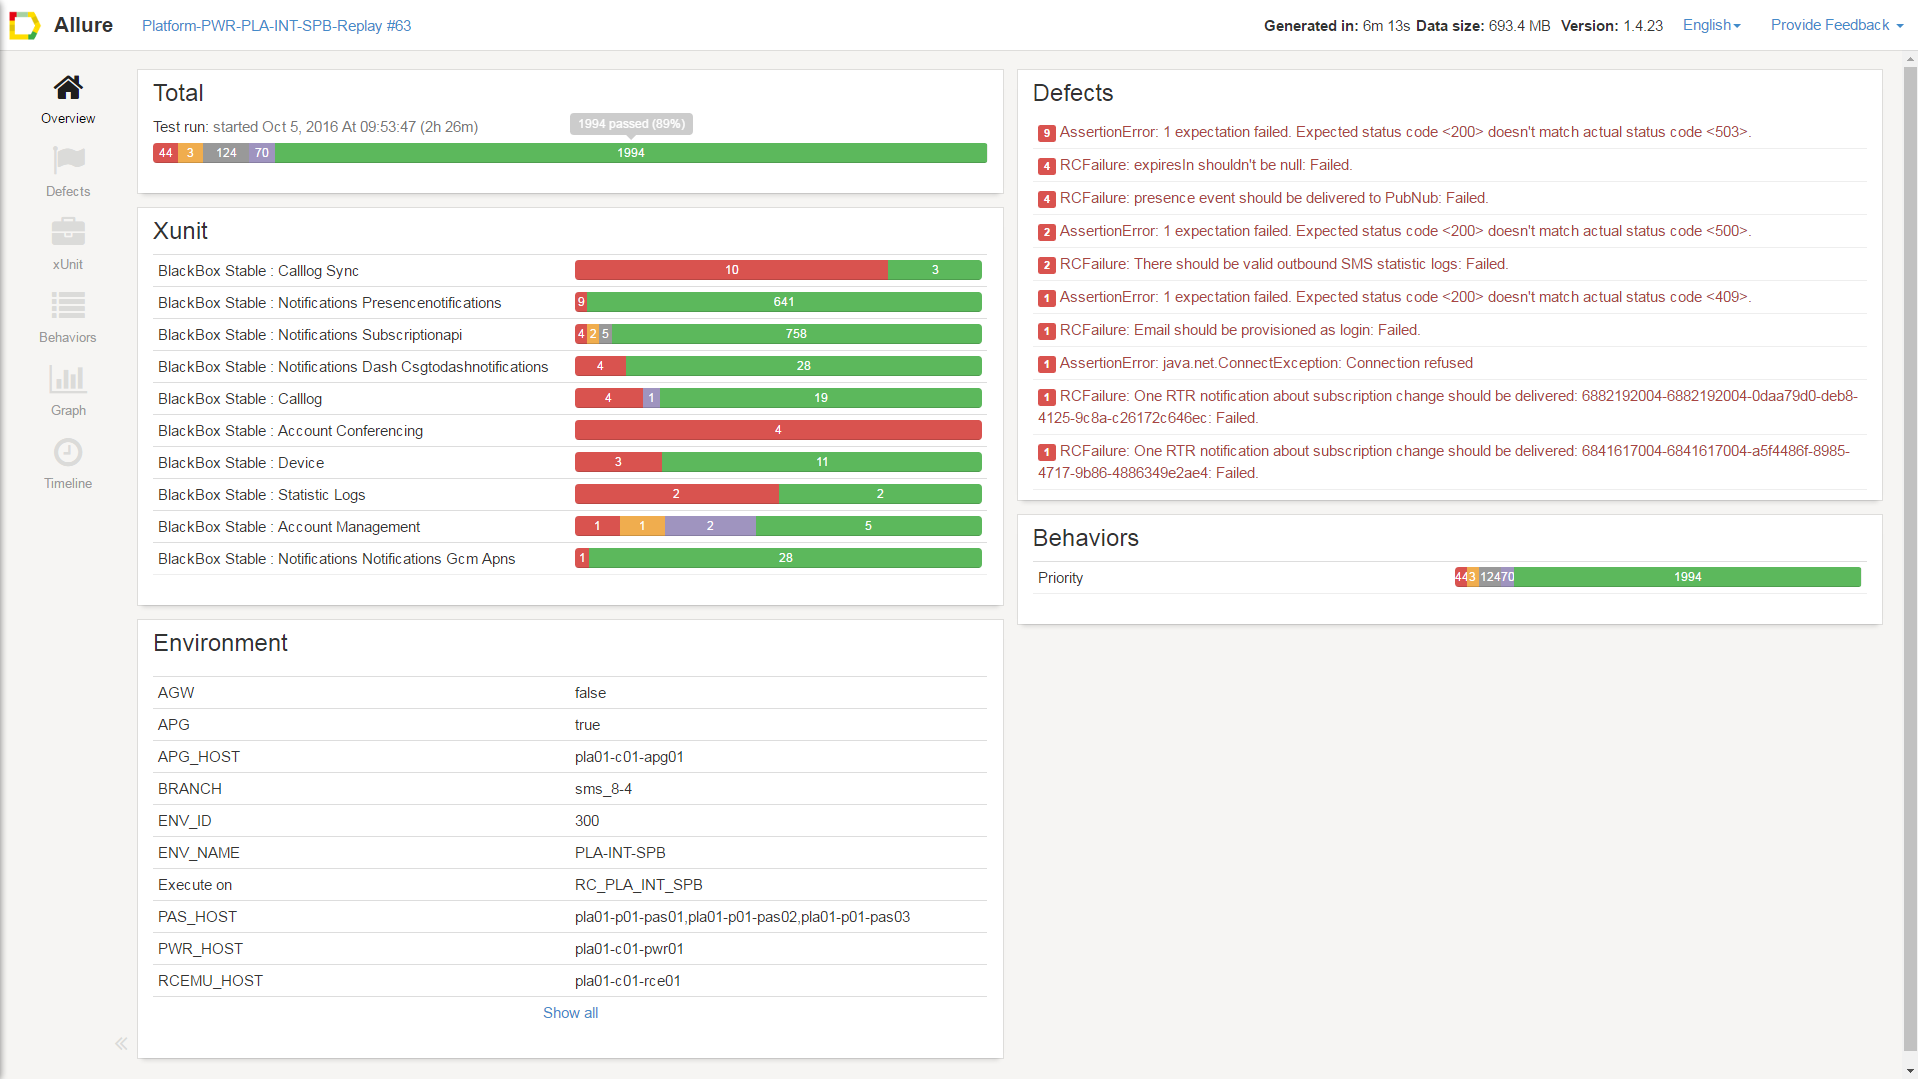 Allure
Platform-PWR-PLA-INT-SPB-Replay #63
Generated in: 6m 13s Data size: 693.4 MB Version: 1.4.23
English
Provide Feedback
Overview
Defects
xUnit
Behaviors
Graph
Timeline
Total
Test run: started Oct 5, 2016 At 09:53:47 (2h 26m)
1994 passed (89%)
44 3 124 70 1994
Xunit
BlackBox Stable : Calllog Sync 10 3
BlackBox Stable : Notifications Presencenotifications 9 641
BlackBox Stable : Notifications Subscriptionapi 4 2 5 758
BlackBox Stable : Notifications Dash Csgtodashnotifications 4 28
BlackBox Stable : Calllog 4 1 19
BlackBox Stable : Account Conferencing 4
BlackBox Stable : Device 3 11
BlackBox Stable : Statistic Logs 2 2
BlackBox Stable : Account Management 1 1 2 5
BlackBox Stable : Notifications Notifications Gcm Apns 1 28
Environment
AGW false
APG true
APG_HOST pla01-c01-apg01
BRANCH sms_8-4
ENV_ID 300
ENV_NAME PLA-INT-SPB
Execute on RC_PLA_INT_SPB
PAS_HOST pla01-p01-pas01,pla01-p01-pas02,pla01-p01-pas03
PWR_HOST pla01-c01-pwr01
RCEMU_HOST pla01-c01-rce01
Show all
Defects
9 AssertionError: 1 expectation failed. Expected status code <200> doesn't match actual status code <503>.
4 RCFailure: expiresIn shouldn't be null: Failed.
4 RCFailure: presence event should be delivered to PubNub: Failed.
2 AssertionError: 1 expectation failed. Expected status code <200> doesn't match actual status code <500>.
2 RCFailure: There should be valid outbound SMS statistic logs: Failed.
1 AssertionError: 1 expectation failed. Expected status code <200> doesn't match actual status code <409>.
1 RCFailure: Email should be provisioned as login: Failed.
1 AssertionError: java.net.ConnectException: Connection refused
1 RCFailure: One RTR notification about subscription change should be delivered: 6882192004-6882192004-0daa79d0-deb8-
4125-9c8a-c26172c646ec: Failed.
1 RCFailure: One RTR notification about subscription change should be delivered: 6841617004-6841617004-a5f4486f-8985-
4717-9b86-4886349e2ae4: Failed.
Behaviors
Priority 44 3 124 70 1994